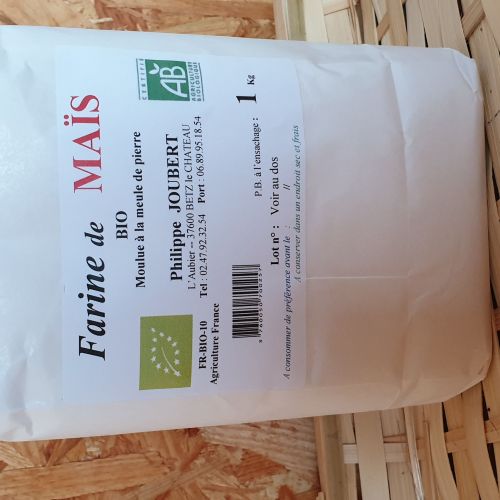 Farine de MAÏS
BIO
Moulue à la meule de pierre
Philippe JOUBERT
L'Aubier -- 37600 BETZ le CHATEAU
Tel : 02.47.92.32.54 Port : 06.89.95.18.54
CERTIFIÉ
AB
AGRICULTURE
BIOLOGIQUE
FR-BIO-10
Agriculture France
P.B. à l'ensachage : 1 Kg
Lot n° : Voir au dos
A consommer de préférence avant le : //
A conserver dans un endroit sec et frais